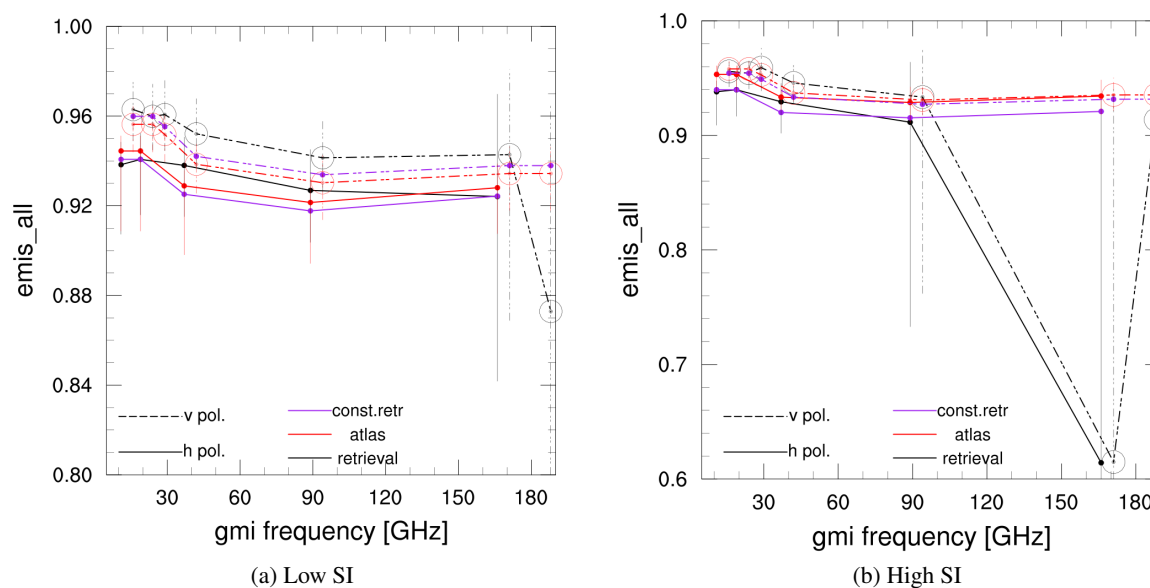 1.00
0.96
0.92
0.88
0.84
0.80
emis_all
v pol.
h pol.
const.retr
atlas
retrieval
30 60 90 120 150 180
gmi frequency [GHz]
(a) Low SI
1.0
0.9
0.8
0.7
0.6
emis_all
v pol.
h pol.
const.retr
atlas
retrieval
30 60 90 120 150 180
gmi frequency [GHz]
(b) High SI